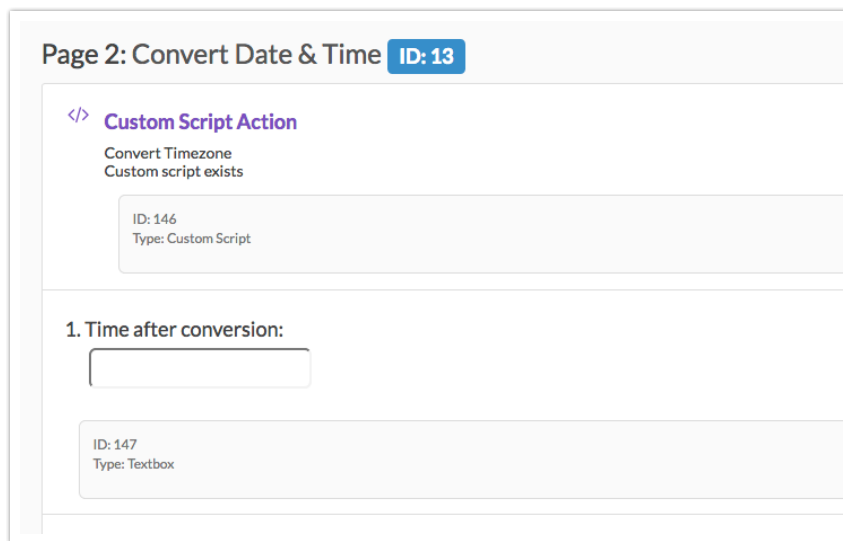 Page 2: Convert Date & Time ID: 13
</> Custom Script Action
Convert Timezone
Custom script exists
ID: 146
Type: Custom Script
1. Time after conversion:
ID: 147
Type: Textbox